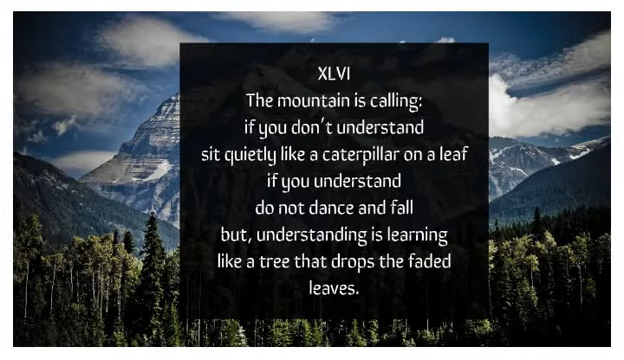 XLVI
The mountain is calling:
if you don't understand
sit quietly like a caterpillar on a leaf
if you understand
do not dance and fall
but, understanding is learning
like a tree that drops the faded
leaves.